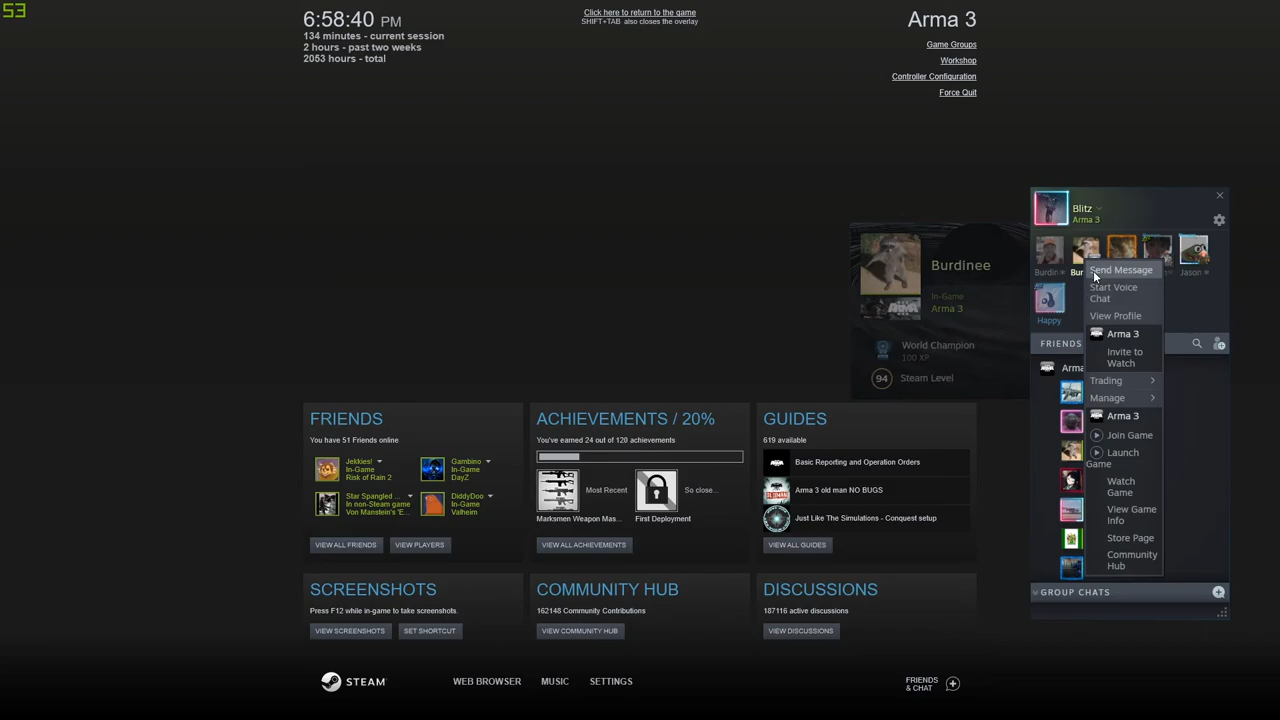 53
6:58:40 PM
134 minutes - current session
2 hours - past two weeks
2053 hours - total
Click here to return to the game
SHIFT+TAB also closes the overlay
Arma 3
Game Groups
Workshop
Controller Configuration
Force Quit
Blitz
Arma 3
Burdin
Bur
Jason
Happy
Burdinee
In-Game
Arma 3
World Champion
100 XP
94
Steam Level
Send Message
Start Voice
Chat
View Profile
Arma 3
Invite to
Watch
Trading
Manage
Arma 3
Join Game
Launch
Game
Watch
Game
View Game
Info
Store Page
Community
Hub
FRIENDS
Arma
GROUP CHATS
FRIENDS
You have 51 Friends online
Jekkies!
In-Game
Risk of Rain 2
Gambino
In-Game
DayZ
Star Spangled ...
In non-Steam game
Von Manstein's 'E...
DiddyDoo
In-Game
Valheim
VIEW ALL FRIENDS
VIEW PLAYERS
ACHIEVEMENTS / 20%
You've earned 24 out of 120 achievements
Most Recent
So close...
Marksmen Weapon Mas...
First Deployment
VIEW ALL ACHIEVEMENTS
GUIDES
619 available
Basic Reporting and Operation Orders
Arma 3 old man NO BUGS
Just Like The Simulations - Conquest setup
VIEW ALL GUIDES
SCREENSHOTS
Press F12 while in-game to take screenshots.
VIEW SCREENSHOTS
SET SHORTCUT
COMMUNITY HUB
162148 Community Contributions
VIEW COMMUNITY HUB
DISCUSSIONS
187116 active discussions
VIEW DISCUSSIONS
STEAM
WEB BROWSER
MUSIC
SETTINGS
FRIENDS
& CHAT